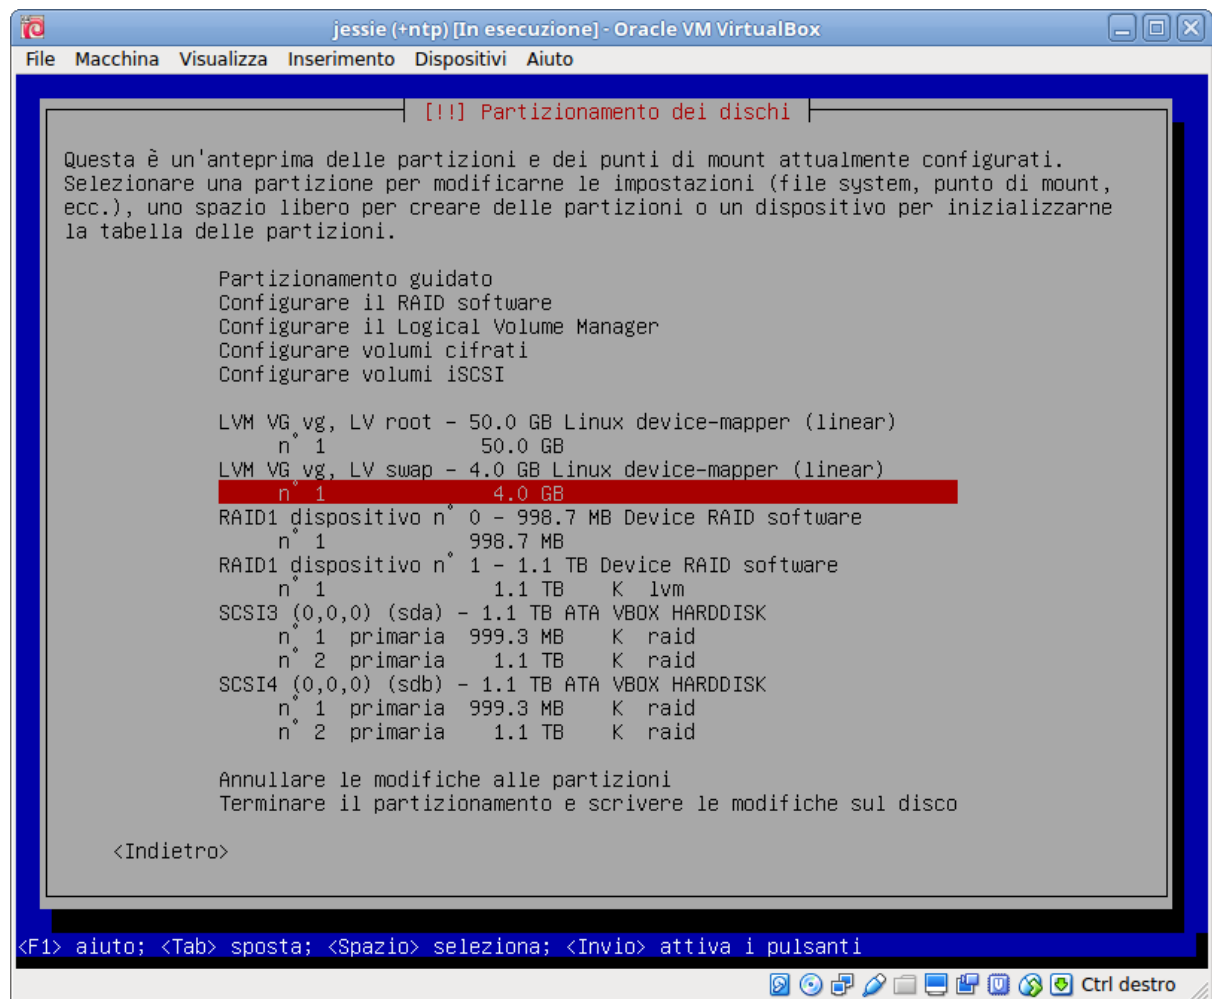 jessie (+ntp) [In esecuzione] - Oracle VM VirtualBox
File Macchina Visualizza Inserimento Dispositivi Aiuto
[!!] Partizionamento dei dischi
Questa è un'anteprima delle partizioni e dei punti di mount attualmente configurati.
Selezionare una partizione per modificarne le impostazioni (file system, punto di mount,
ecc.), uno spazio libero per creare delle partizioni o un dispositivo per inizializzarne
la tabella delle partizioni.
Partizionamento guidato
Configurare il RAID software
Configurare il Logical Volume Manager
Configurare volumi cifrati
Configurare volumi iSCSI
LVM VG vg, LV root - 50.0 GB Linux device-mapper (linear)
n° 1 50.0 GB
LVM VG vg, LV swap - 4.0 GB Linux device-mapper (linear)
n° 1 4.0 GB
RAID1 dispositivo n° 0 - 998.7 MB Device RAID software
n° 1 998.7 MB
RAID1 dispositivo n° 1 - 1.1 TB Device RAID software
n° 1 1.1 TB K lvm
SCSI3 (0,0,0) (sda) - 1.1 TB ATA VBOX HARDDISK
n° 1 primaria 999.3 MB K raid
n° 2 primaria 1.1 TB K raid
SCSI4 (0,0,0) (sdb) - 1.1 TB ATA VBOX HARDDISK
n° 1 primaria 999.3 MB K raid
n° 2 primaria 1.1 TB K raid
Annullare le modifiche alle partizioni
Terminare il partizionamento e scrivere le modifiche sul disco
<Indietro>
<F1> aiuto; <Tab> sposta; <Spazio> seleziona; <Invio> attiva i pulsanti
Ctrl destro